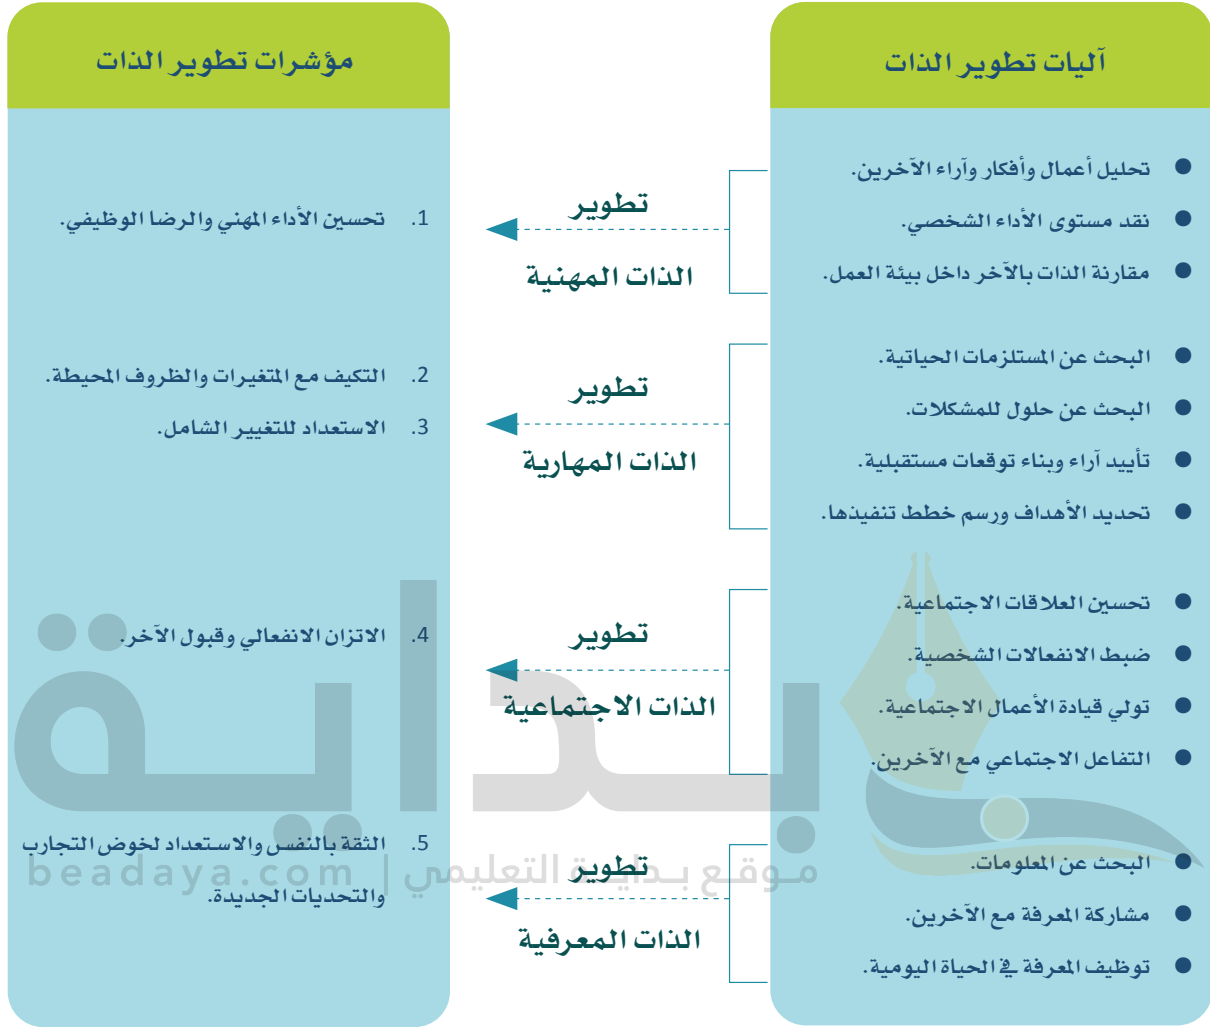 آليات تطوير الذات
● تحليل أعمال وأفكار وآراء الآخرين.
● نقد مستوى الأداء الشخصي.
● مقارنة الذات بالآخر داخل بيئة العمل.
● البحث عن المستلزمات الحياتية.
● البحث عن حلول للمشكلات.
● تأييد آراء وبناء توقعات مستقبلية.
● تحديد الأهداف ورسم خطط تنفيذها.
● تحسين العلاقات الاجتماعية.
● ضبط الانفعالات الشخصية.
● تولي قيادة الأعمال الاجتماعية.
● التفاعل الاجتماعي مع الآخرين.
● البحث عن المعلومات.
● مشاركة المعرفة مع الآخرين.
● توظيف المعرفة في الحياة اليومية.
تطوير
الذات المهنية
تطوير
الذات المهارية
تطوير
الذات الاجتماعية
تطوير
الذات المعرفية
مؤشرات تطوير الذات
1. تحسين الأداء المهني والرضا الوظيفي.
2. التكيف مع المتغيرات والظروف المحيطة.
3. الاستعداد للتغيير الشامل.
4. الاتزان الانفعالي وقبول الآخر.
5. الثقة بالنفس والاستعداد لخوض التجارب
والتحديات الجديدة.
بداية
موقع بداية التعليمي | beadaya.com